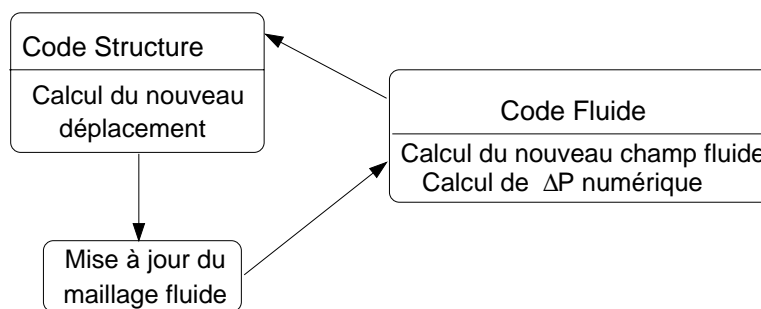 Code Structure
Calcul du nouveau
déplacement
Code Fluide
Calcul du nouveau champ fluide
Calcul de ΔP numérique
Mise à jour du
maillage fluide